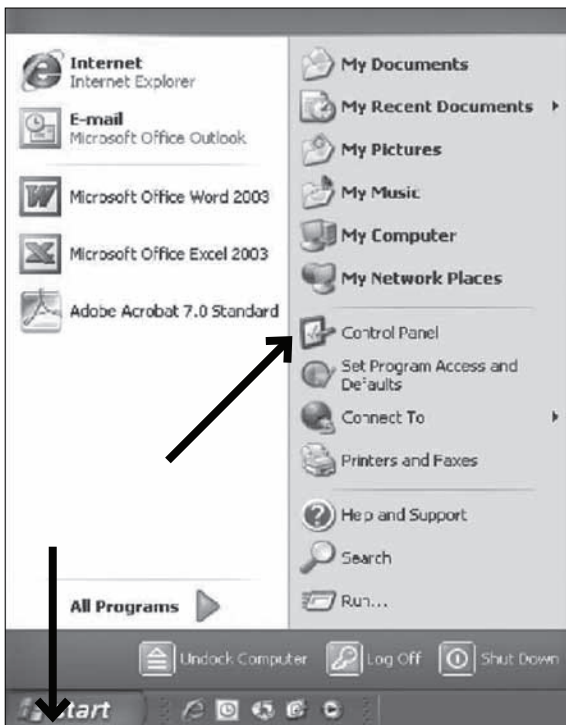 Internet
Internet Explorer
E-mail
Microsoft Office Outlook
Microsoft Office Word 2003
Microsoft Office Excel 2003
Adobe Acrobat 7.0 Standard
All Programs
My Documents
My Recent Documents
My Pictures
My Music
My Computer
My Network Places
Control Panel
Set Program Access and
Defaults
Connect To
Printers and Faxes
Help and Support
Search
Run...
Undock Computer
Log Off
Shut Down
start